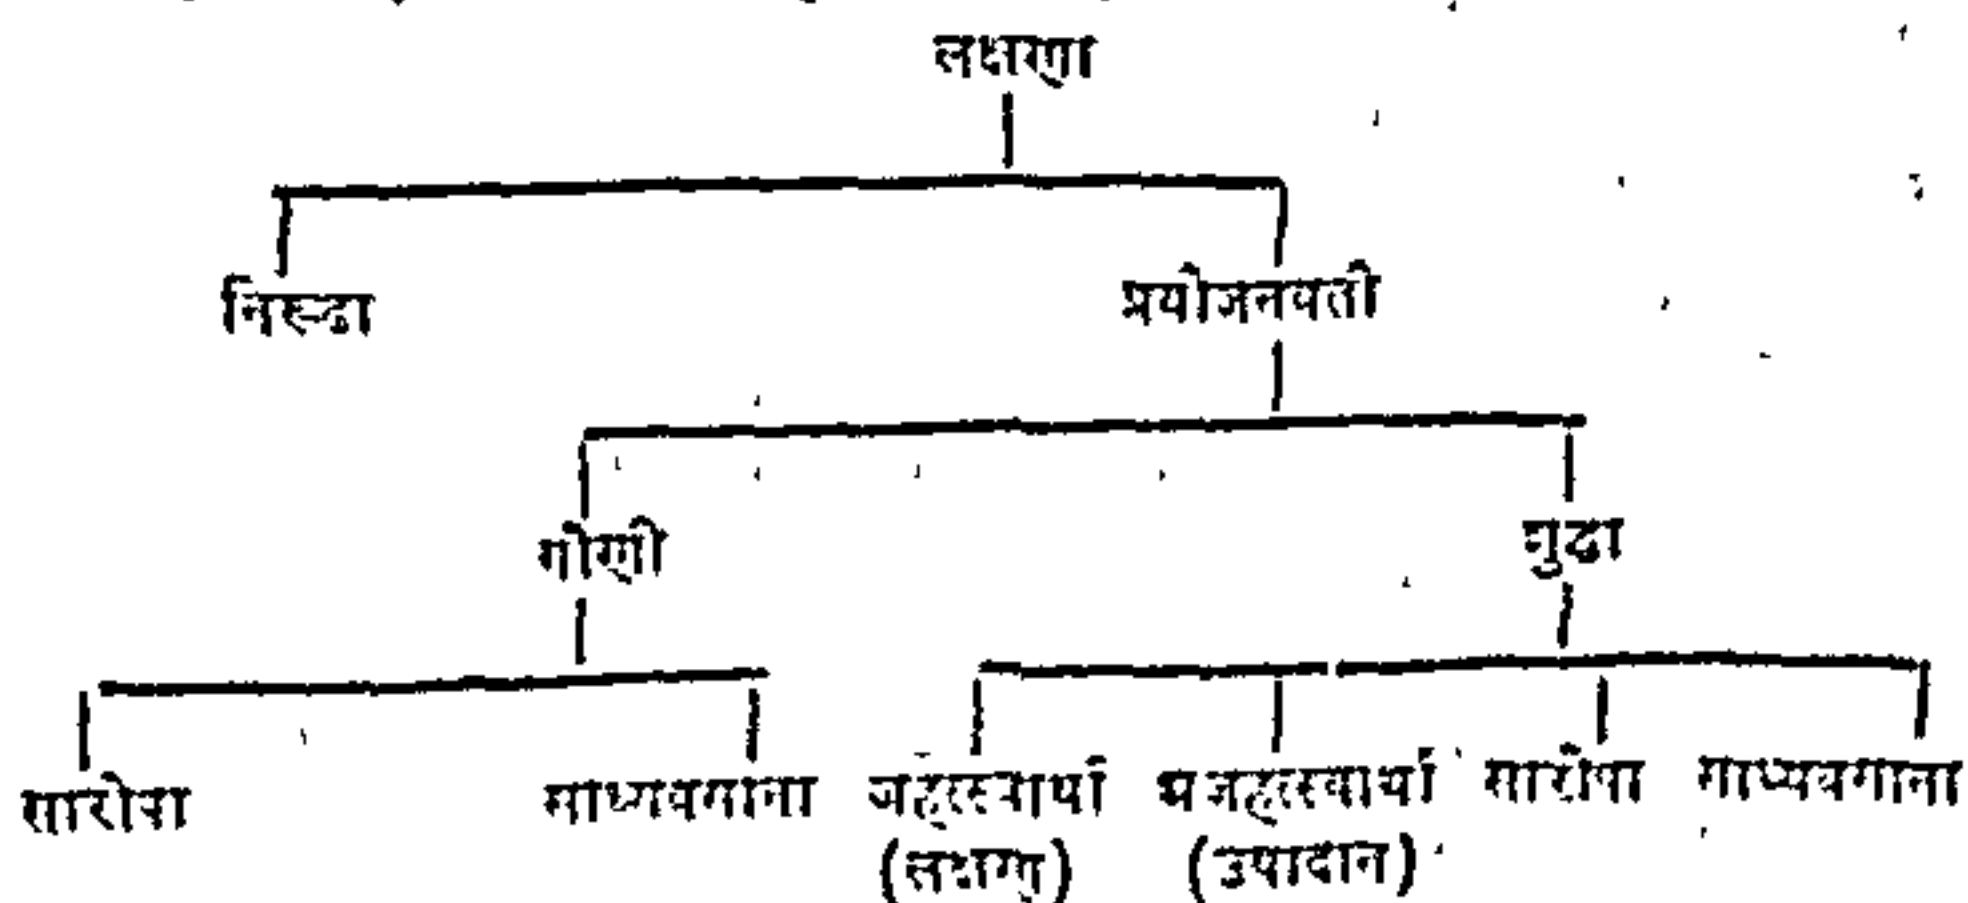 लक्षणा
निरूढा प्रयोजनवती
गौणी शुद्धा
सारोपा साध्यवसाना जहत्स्वार्था अजहत्स्वार्था सारोपा साध्यवसाना
(लक्षण) (उपादान)